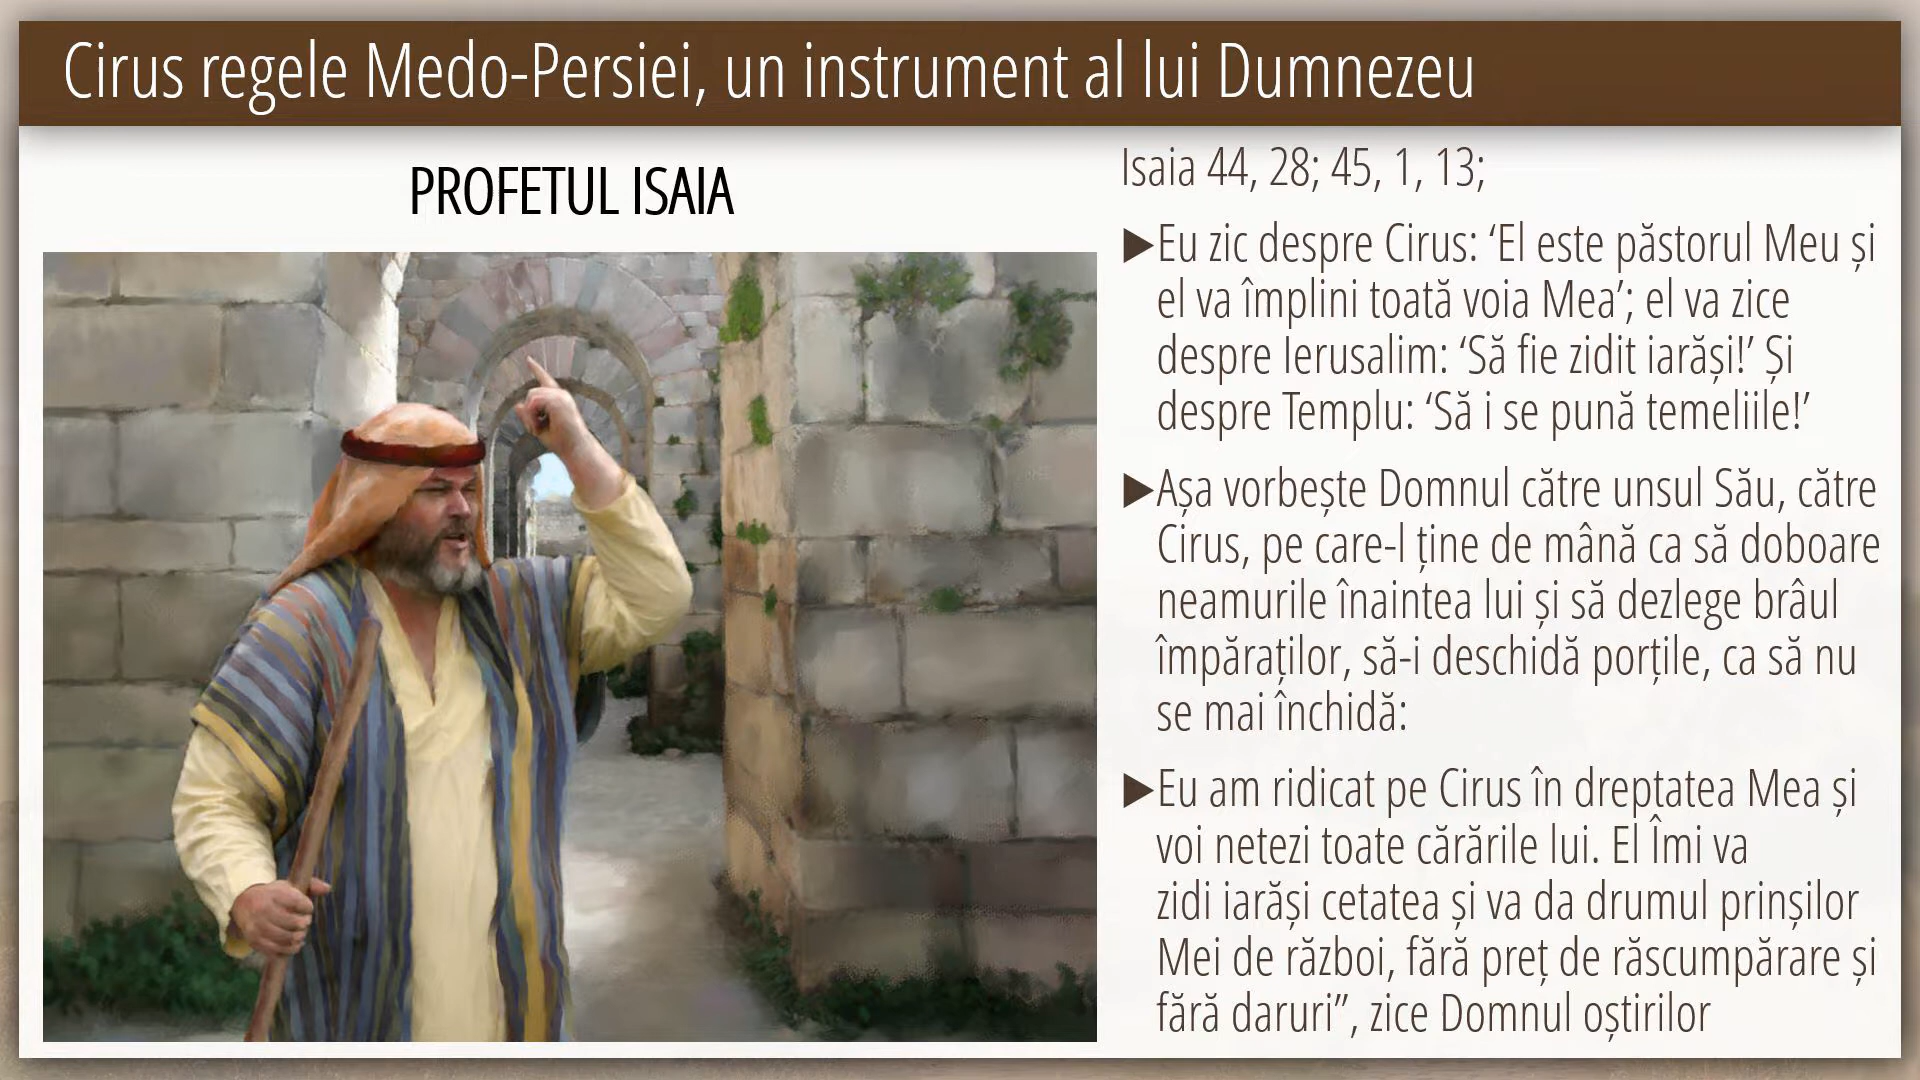 Cirus regele Medo-Persiei, un instrument al lui Dumnezeu
PROFETUL ISAIA
Isaia 44, 28; 45, 1, 13;
▶Eu zic despre Cirus: ‘El este păstorul Meu și
el va împlini toată voia Mea’; el va zice
despre Ierusalim: ‘Să fie zidit iarăși!’ Și
despre Templu: ‘Să i se pună temeliile!’
▶Așa vorbește Domnul către unsul Său, către
Cirus, pe care-l ține de mână ca să doboare
neamurile înaintea lui și să dezlege brâul
împăraților, să-i deschidă porțile, ca să nu
se mai închidă:
▶Eu am ridicat pe Cirus în dreptatea Mea și
voi netezi toate cărările lui. El Îmi va
zidi iarăși cetatea și va da drumul prinșilor
Mei de război, fără preț de răscumpărare și
fără daruri”, zice Domnul oștirilor